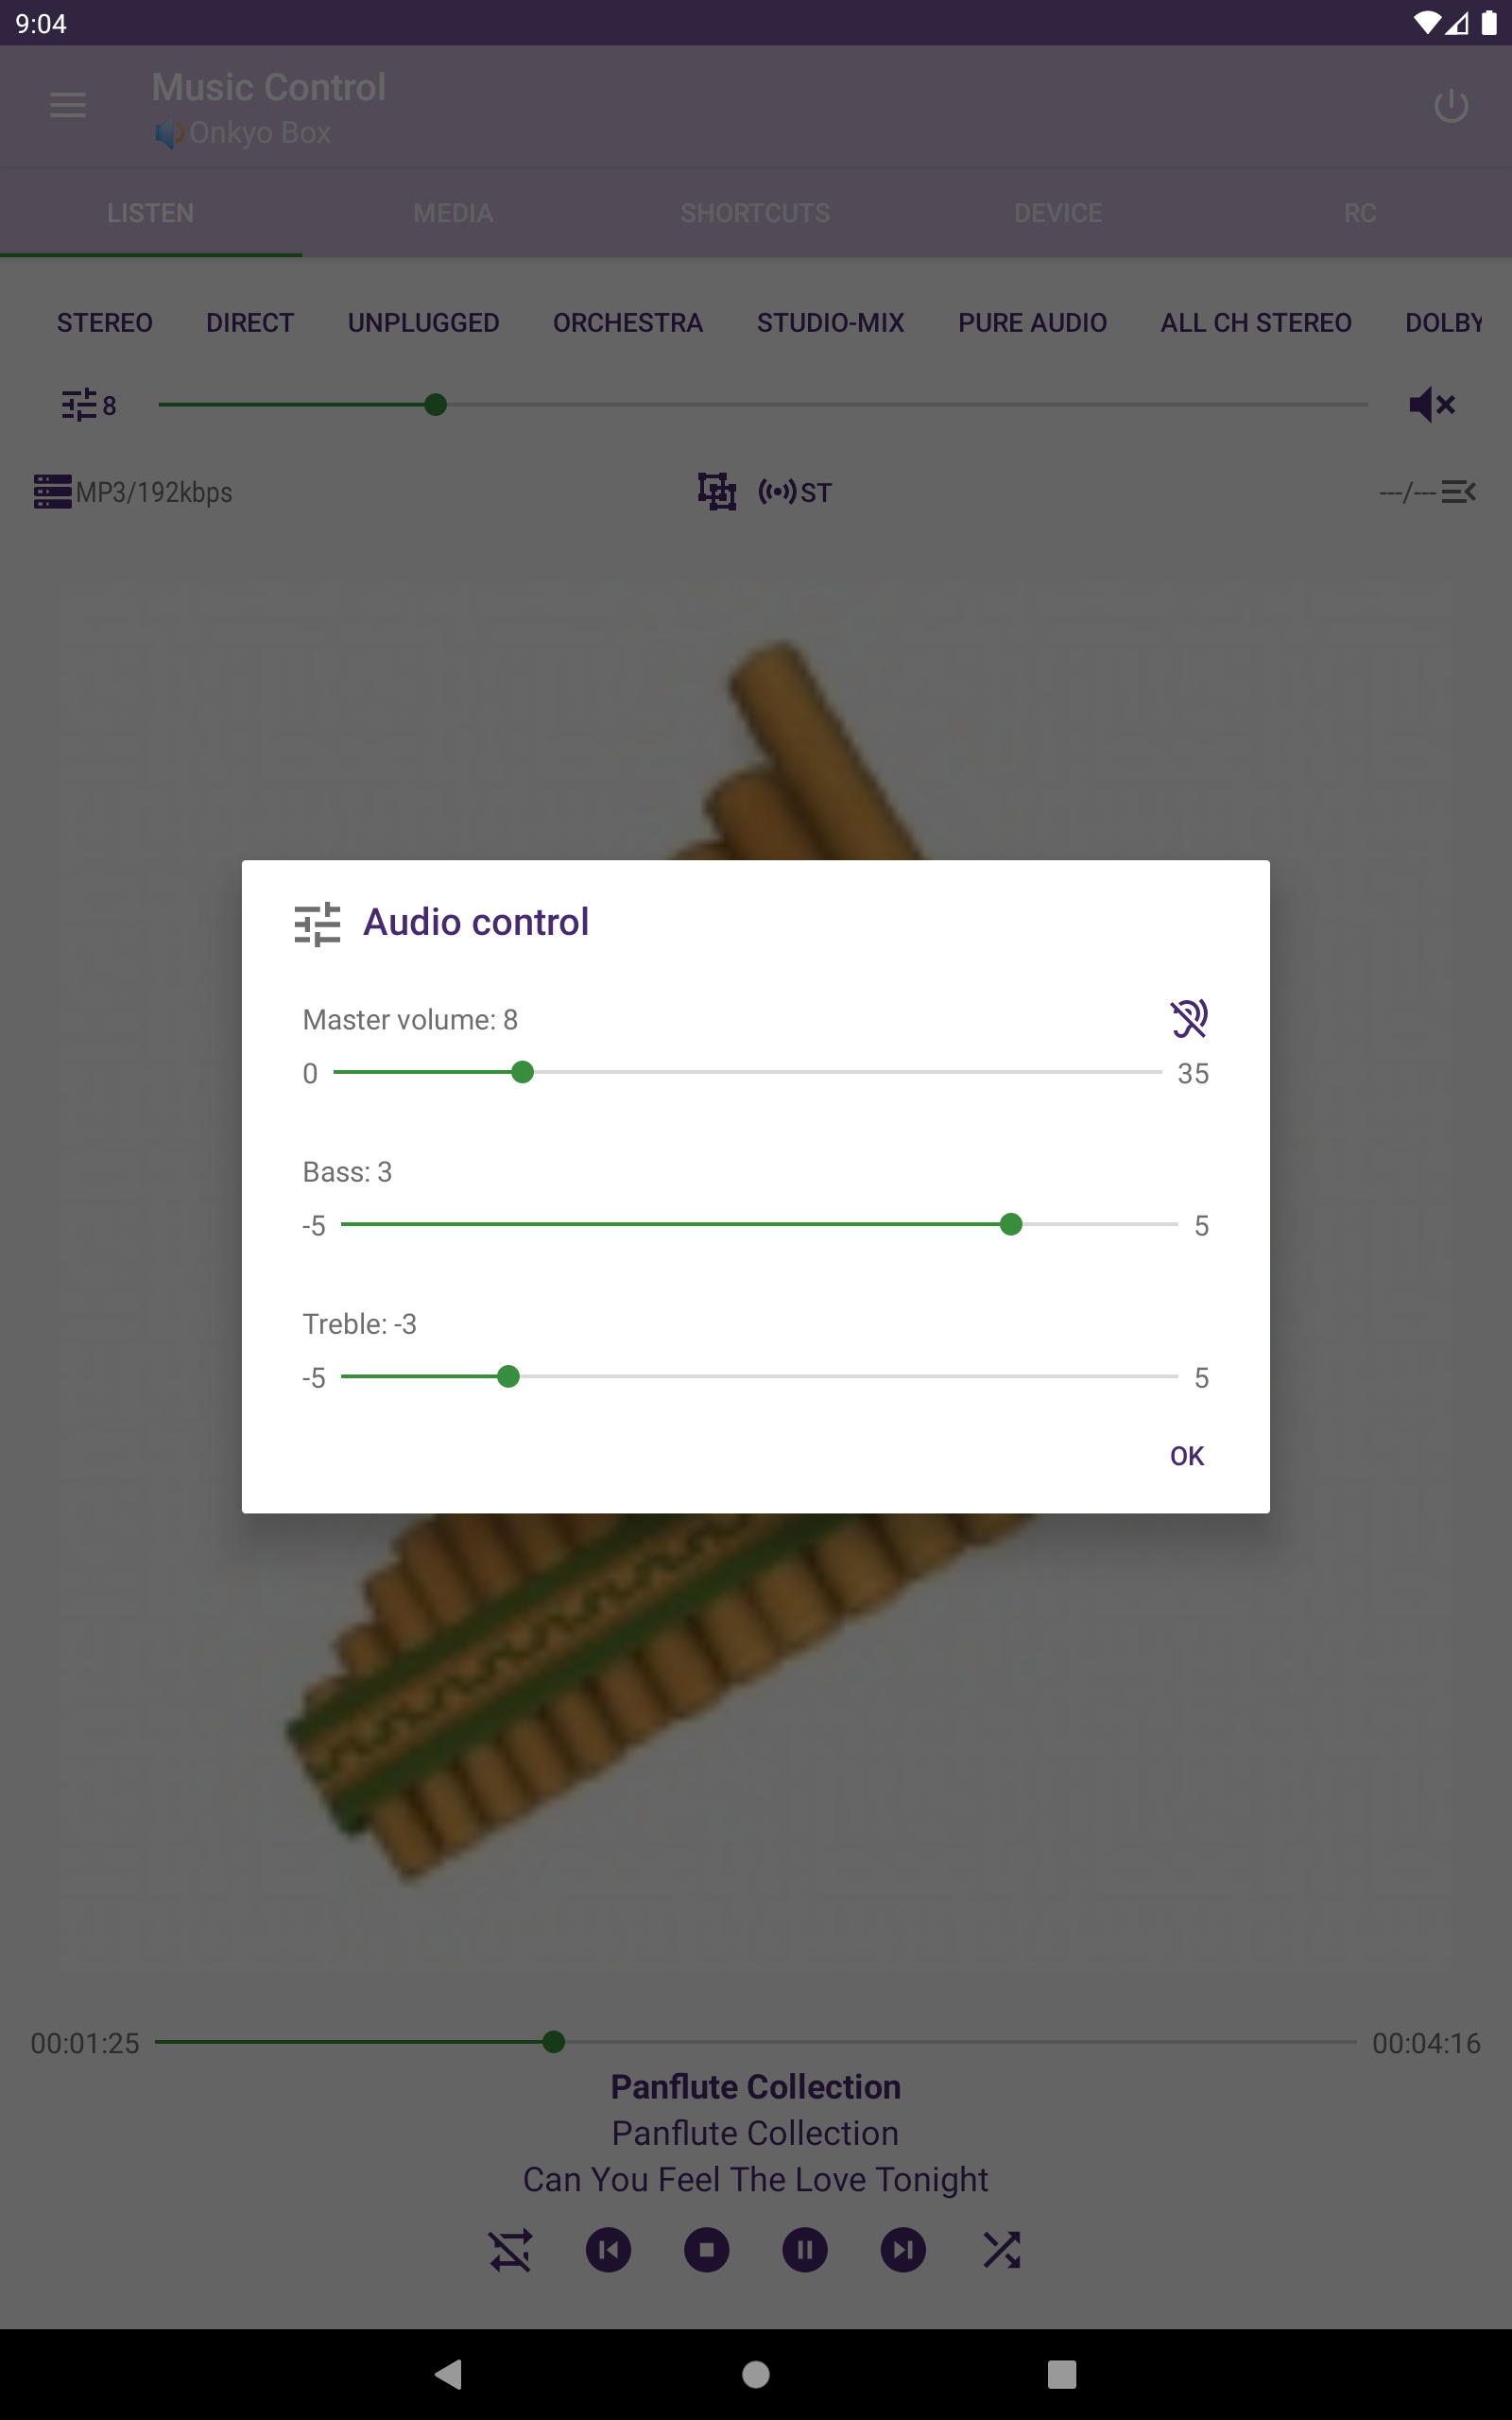 9:04
Music Control
Onkyo Box
LISTEN MEDIA SHORTCUTS DEVICE RC
STEREO DIRECT UNPLUGGED ORCHESTRA STUDIO-MIX PURE AUDIO ALL CH STEREO DOLBY
8
MP3/192kbps ST ---/---
Audio control
Master volume: 8
0 35
Bass: 3
-5 5
Treble: -3
-5 5
OK
00:01:25 00:04:16
Panflute Collection
Panflute Collection
Can You Feel The Love Tonight